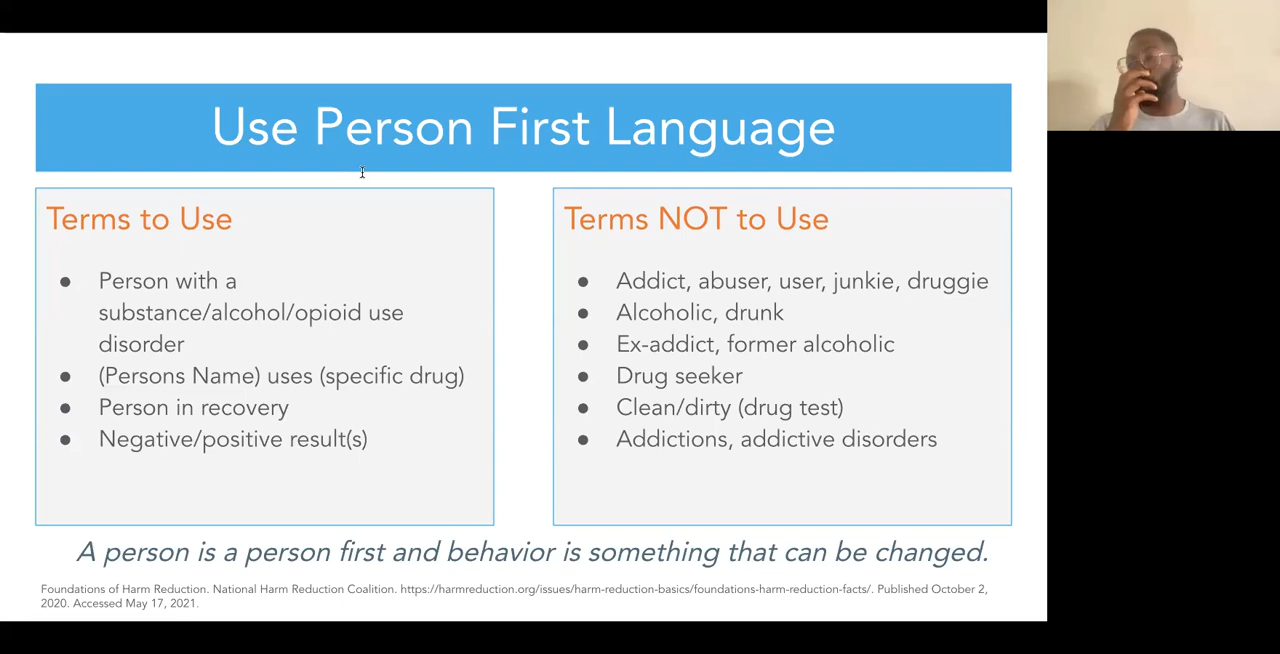 Use Person First Language
Terms to Use
● Person with a
substance/alcohol/opioid use
disorder
● (Persons Name) uses (specific drug)
● Person in recovery
● Negative/positive result(s)
Terms NOT to Use
● Addict, abuser, user, junkie, druggie
● Alcoholic, drunk
● Ex-addict, former alcoholic
● Drug seeker
● Clean/dirty (drug test)
● Addictions, addictive disorders
A person is a person first and behavior is something that can be changed.
Foundations of Harm Reduction. National Harm Reduction Coalition. https://harmreduction.org/issues/harm-reduction-basics/foundations-harm-reduction-facts/. Published October 2,
2020. Accessed May 17, 2021.